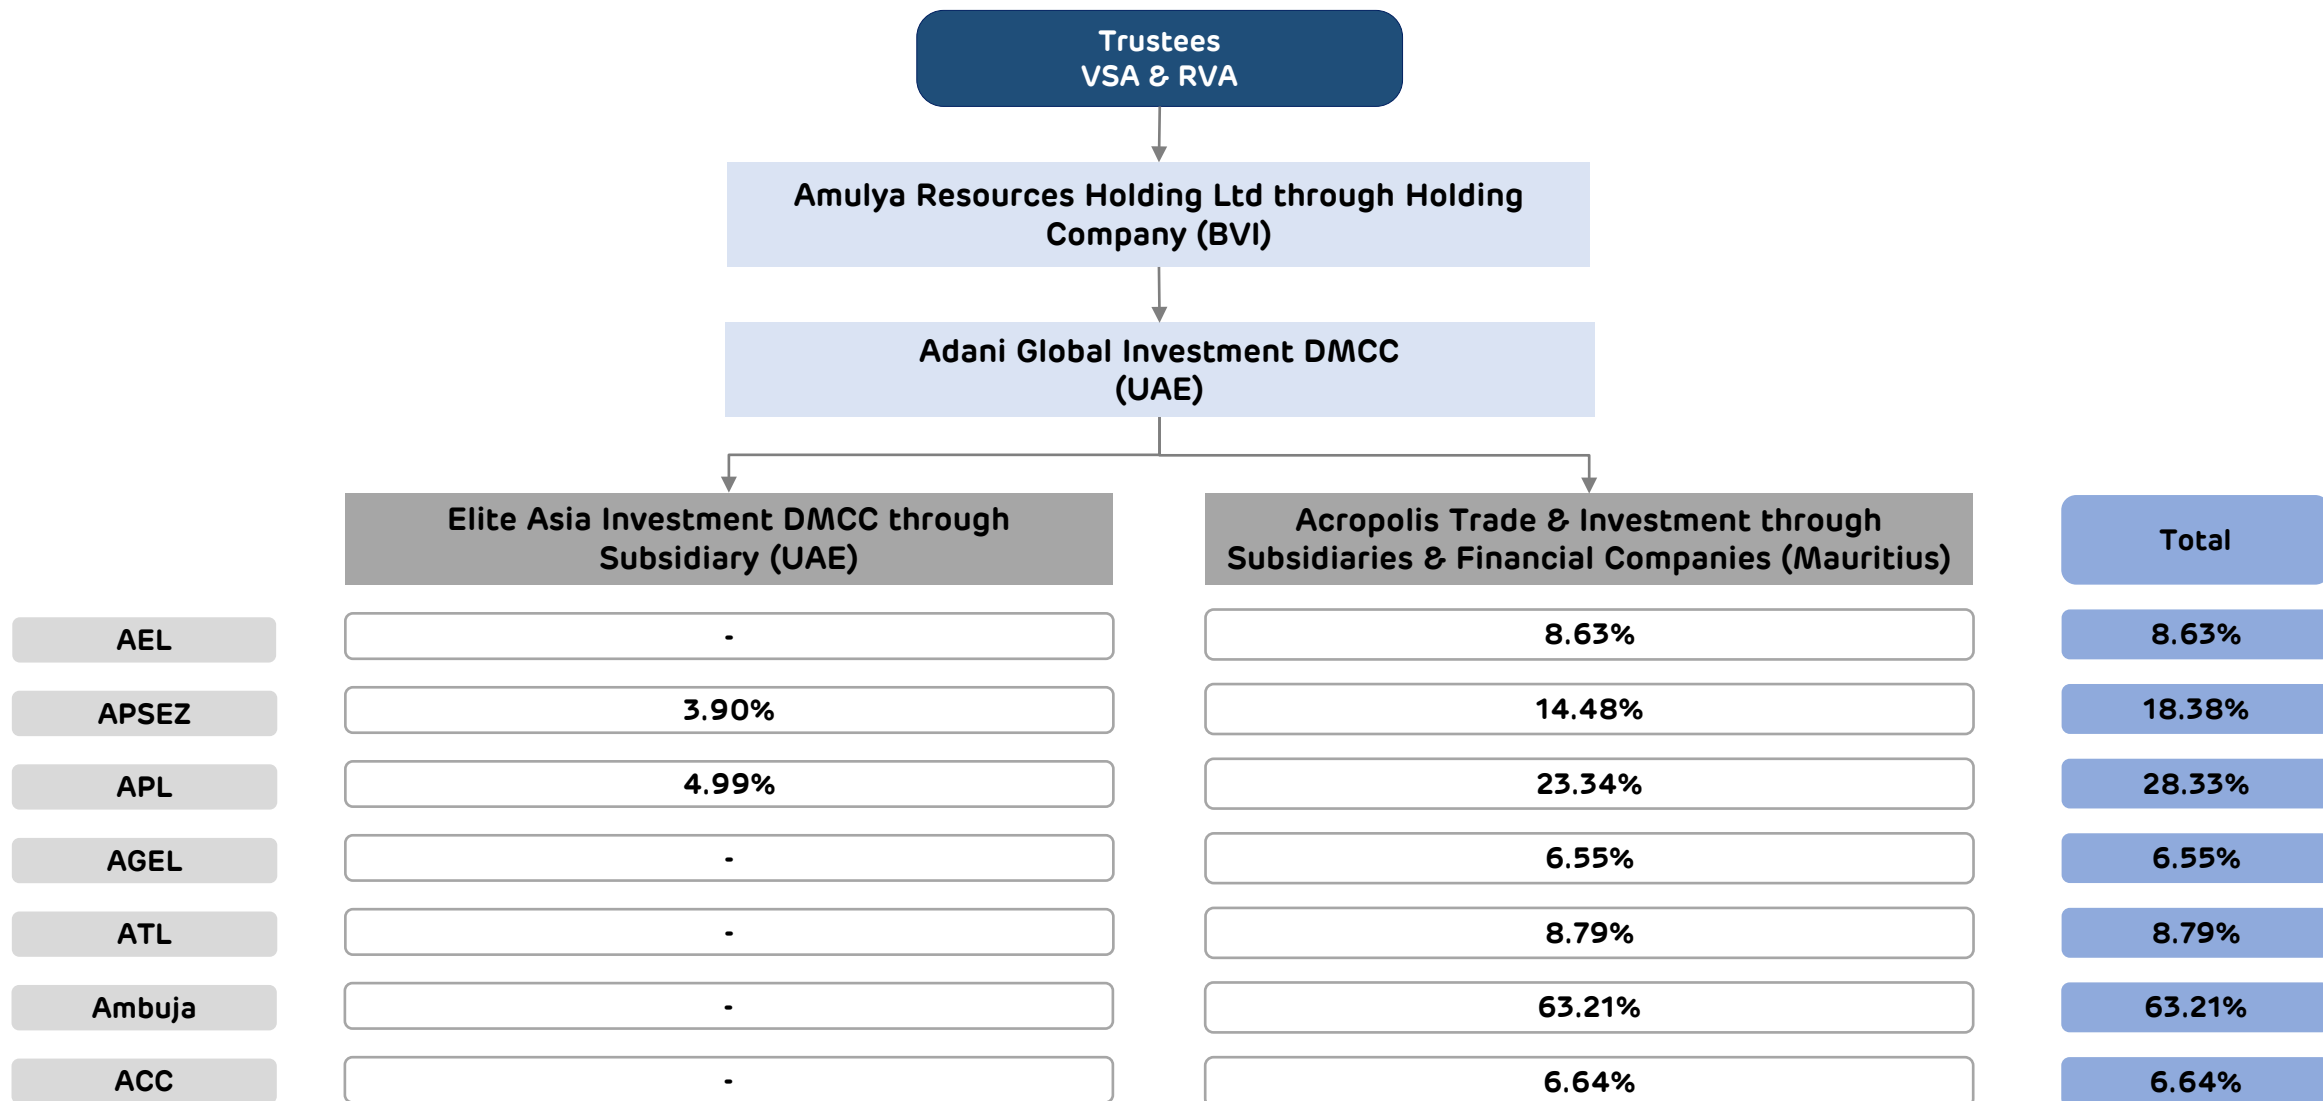 Trustees
VSA & RVA
Amulya Resources Holding Ltd through Holding
Company (BVI)
Adani Global Investment DMCC
(UAE)
Elite Asia Investment DMCC through
Subsidiary (UAE)
Acropolis Trade & Investment through
Subsidiaries & Financial Companies (Mauritius)
Total
AEL
-
8.63%
8.63%
APSEZ
3.90%
14.48%
18.38%
APL
4.99%
23.34%
28.33%
AGEL
-
6.55%
6.55%
ATL
-
8.79%
8.79%
Ambuja
-
63.21%
63.21%
ACC
-
6.64%
6.64%